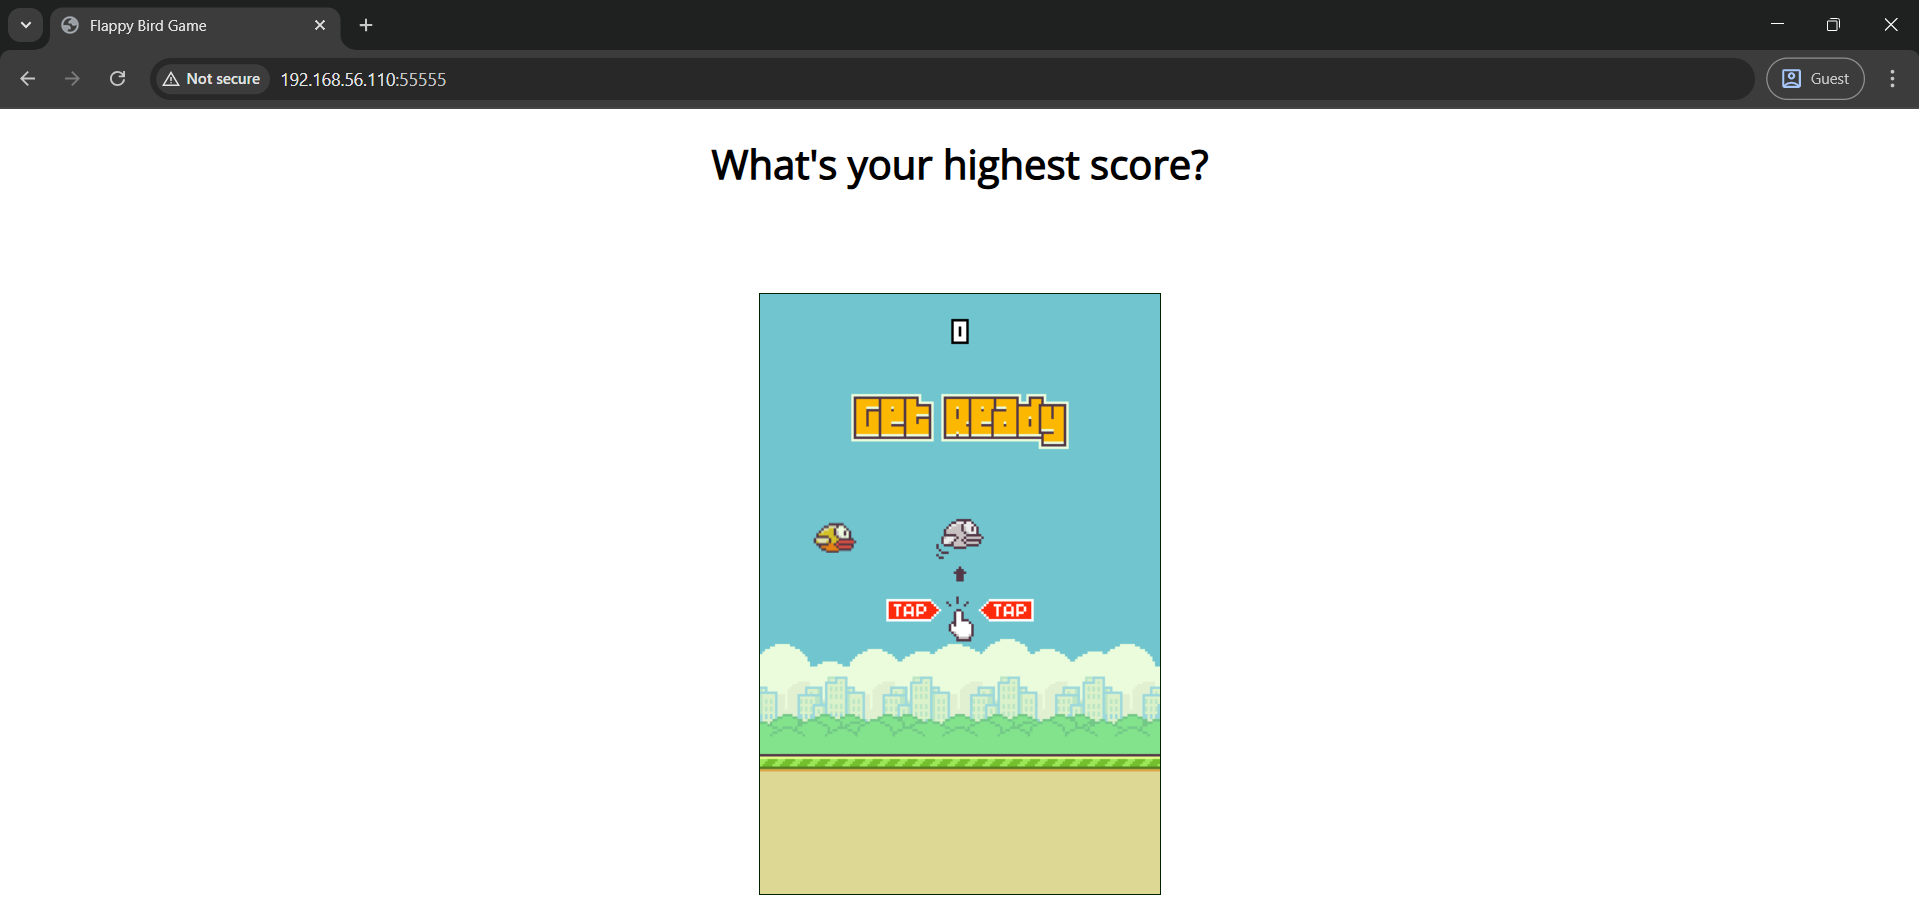 Flappy Bird Game
Not secure
192.168.56.110:55555
Guest
What's your highest score?
0
Get Ready
TAP TAP